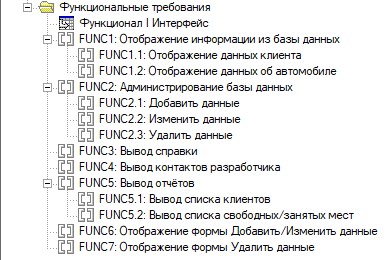 Функциональные требования
Функционал I Интерфейс
FUNC1: Отображение информации из базы данных
FUNC1.1: Отображение данных клиента
FUNC1.2: Отображение данных об автомобиле
FUNC2: Администрирование базы данных
FUNC2.1: Добавить данные
FUNC2.2: Изменить данные
FUNC2.3: Удалить данные
FUNC3: Вывод справки
FUNC4: Вывод контактов разработчика
FUNC5: Вывод отчётов
FUNC5.1: Вывод списка клиентов
FUNC5.2: Вывод списка свободных/занятых мест
FUNC6: Отображение формы Добавить/Изменить данные
FUNC7: Отображение формы Удалить данные